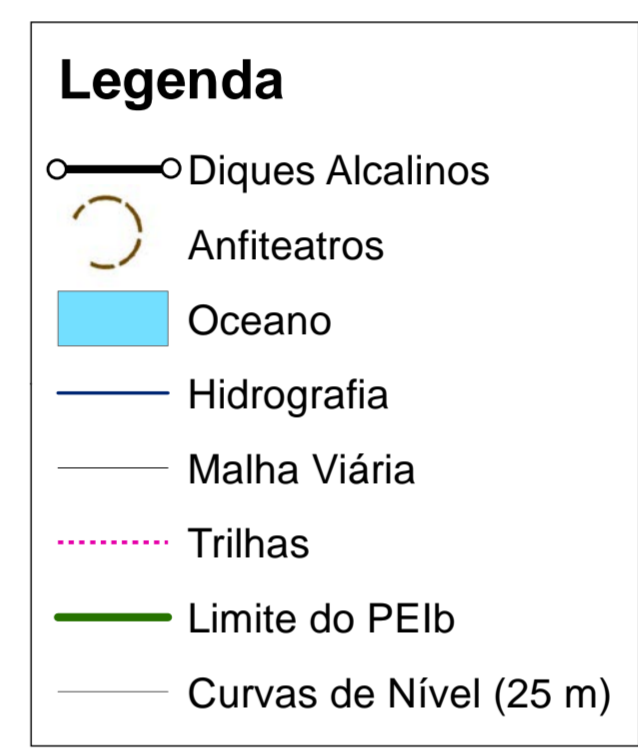 Legenda
Diques Alcalinos
Anfiteatros
Oceano
Hidrografia
Malha Viária
Trilhas
Limite do PEIb
Curvas de Nível (25 m)